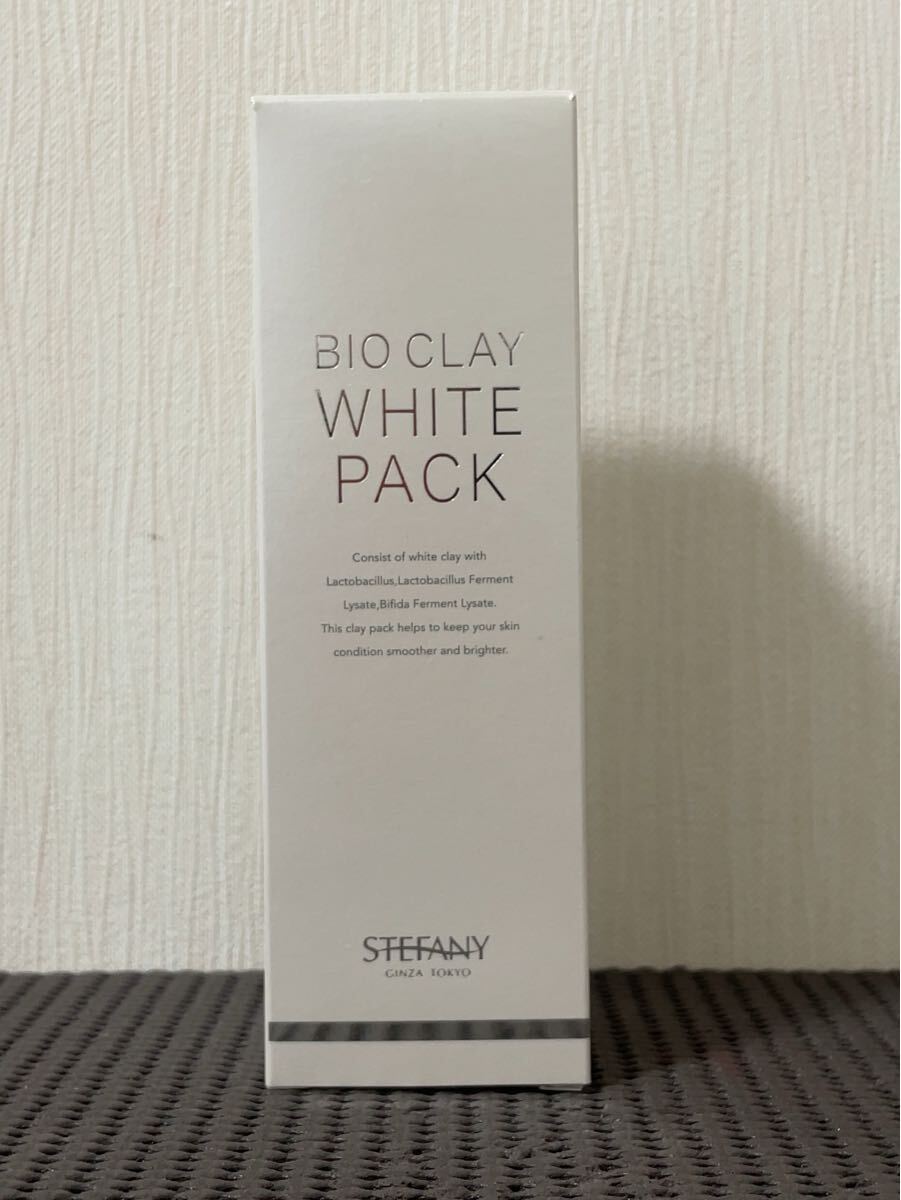 BIO CLAY
WHITE
PACK
Consist of white clay with
Lactobacillus,Lactobacillus Ferment
Lysate,Bifida Ferment Lysate.
This clay pack helps to keep your skin
condition smoother and brighter.
STEFANY
GINZA TOKYO